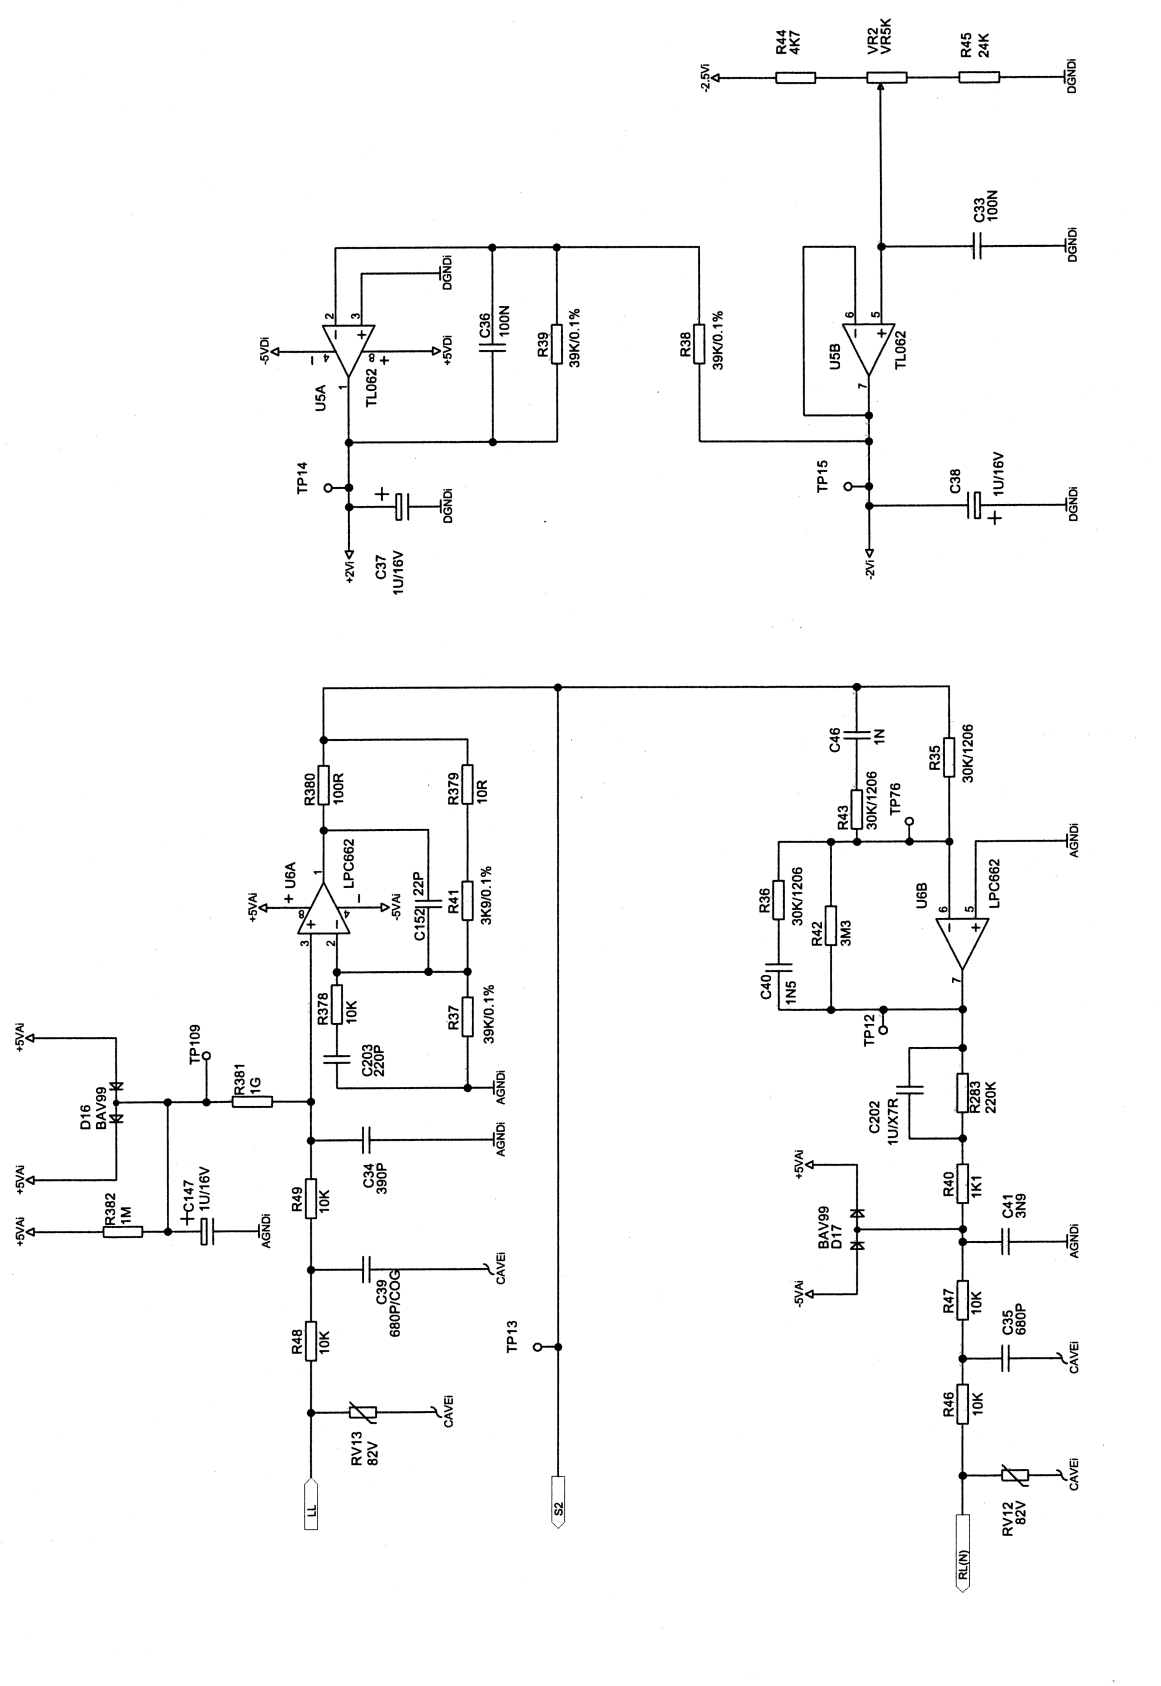 -2.5Vi
R44
4K7
VR2
VR5K
R45
24K
DGNDi
C33
100N
DGNDi
-5VDi
2
3
-
+
-
4
8
+
+5VDi
DGNDi
U5A
1
TL062
C36
100N
R39
39K/0.1%
R38
39K/0.1%
6
5
-
+
U5B
7
TL062
TP14
+
DGNDi
+2Vi
C37
1U/16V
TP15
C38
1U/16V
+
DGNDi
-2Vi
R380
100R
R379
10R
C46
1N
R35
30K/1206
R43
30K/1206
TP76
AGNDi
+5VAi
+
U6A
1
LPC662
8
4
-
-5VAi
+
-
3
2
C152
22P
R41
3K9/0.1%
R36
30K/1206
R42
3M3
U6B
6
5
LPC662
-
+
7
R378
10K
R37
39K/0.1%
C203
220P
AGNDi
C40
1N5
TP12
+5VAi
D16
BAV99
TP109
R381
1G
+5VAi
+5VAi
R382
1M
+
C147
1U/16V
AGNDi
C34
390P
AGNDi
R49
10K
C39
680P/COG
CAVEi
R48
10K
RV13
82V
CAVEi
LL
TP13
S2
C202
1U/X7R
R283
220K
+5VAi
BAV99
D17
-5VAi
R40
1K1
C41
3N9
AGNDi
R47
10K
C35
680P
CAVEi
R46
10K
RV12
82V
CAVEi
RL(N)